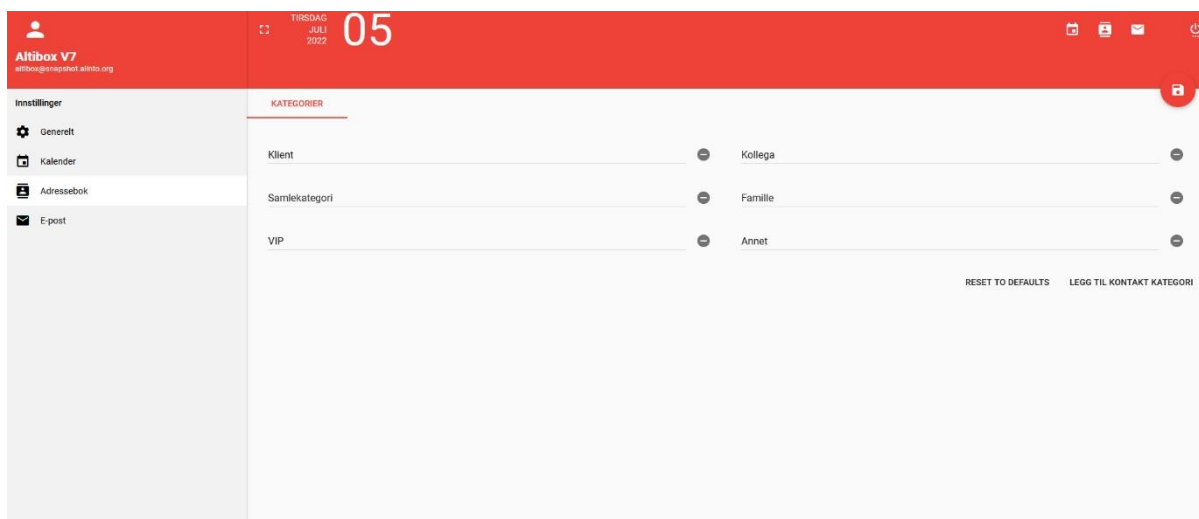 Altibox V7
altibox@snapshot.alinto.org
TIRSDAG
JULI
2022
05
Innstillinger
Generelt
Kalender
Adressebok
E-post
KATEGORIER
Klient
Kollega
Samlekategori
Famille
VIP
Annet
RESET TO DEFAULTS
LEGG TIL KONTAKT KATEGORI